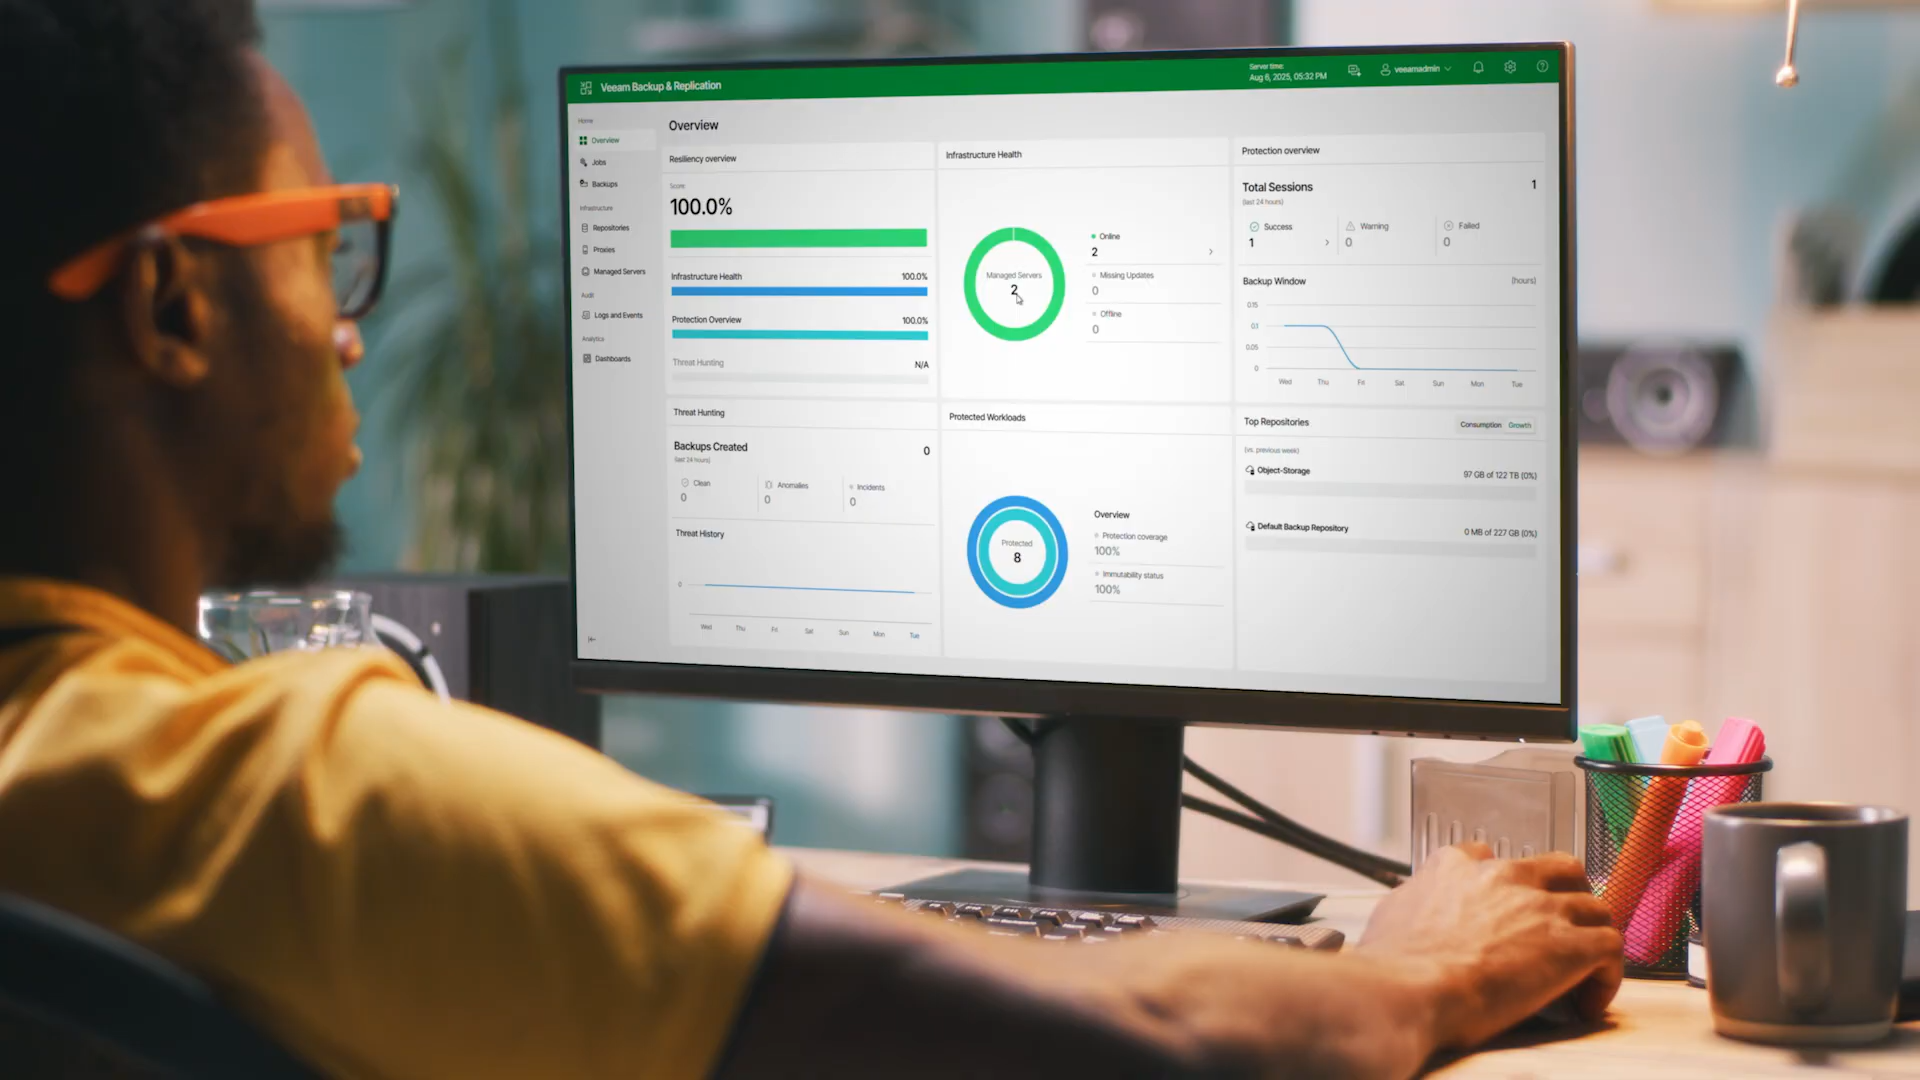 Veeam Backup & Replication
Server time:
Aug 6, 2025, 05:32 PM
veeamadmin
Home
Overview
Jobs
Backups
Infrastructure
Repositories
Proxies
Managed Servers
Audit
Logs and Events
Analytics
Dashboards
Overview
Resiliency overview
Score
100.0%
Infrastructure Health 100.0%
Protection Overview 100.0%
Threat Hunting N/A
Infrastructure Health
Managed Servers
2
Online
2
Missing Updates
0
Offline
0
Protection overview
Total Sessions 1
(last 24 hours)
Success Warning Failed
1 0 0
Backup Window (hours)
0.15
0.1
0.05
0
Wed Thu Fri Sat Sun Mon Tue
Threat Hunting
Backups Created 0
(last 24 hours)
Clean Anomalies Incidents
0 0 0
Threat History
0
Wed Thu Fri Sat Sun Mon Tue
Protected Workloads
Protected
8
Overview
Protection coverage
100%
Immutability status
100%
Top Repositories Consumption Growth
(vs. previous week)
Object-Storage 97 GB of 122 TB (0%)
Default Backup Repository 0 MB of 227 GB (0%)